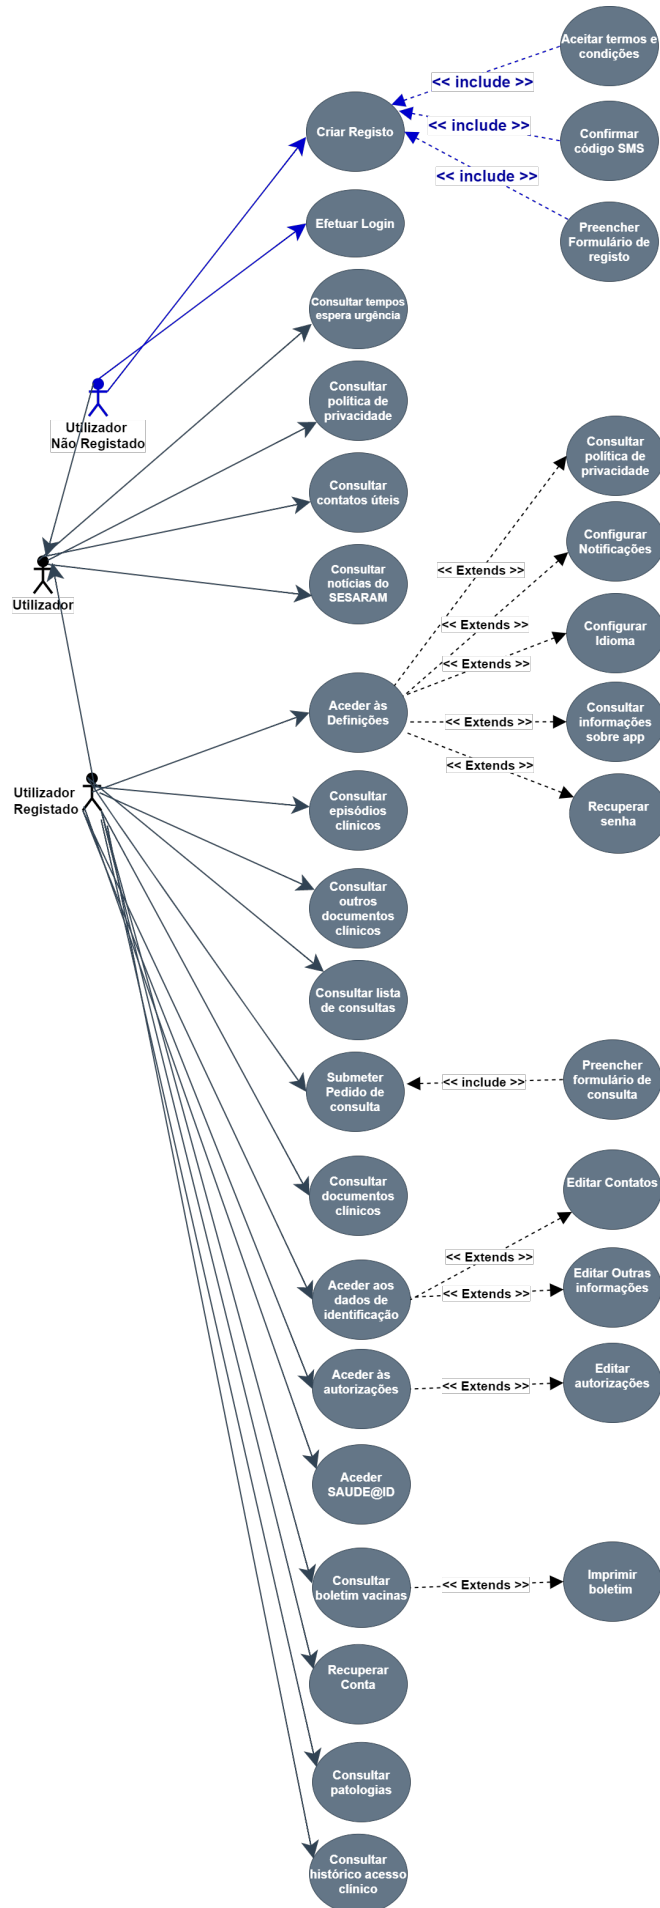 Aceitar termos e
condições
<< include >>
Criar Registo
<< include >>
Confirmar
código SMS
<< include >>
Preencher
Formulário de
registo
Efetuar Login
Consultar tempos
espera urgência
Utilizador
Não Registado
Consultar
política de
privacidade
Consultar
política de
privacidade
Consultar
contatos úteis
Configurar
Notificações
Utilizador
Consultar
notícias do
SESARAM
<< Extends >>
<< Extends >>
Configurar
Idioma
<< Extends >>
Aceder às
Definições
<< Extends >>
Consultar
informações
sobre app
<< Extends >>
Utilizador
Registado
Consultar
episódios
clínicos
Recuperar
senha
Consultar
outros
documentos
clínicos
Consultar lista
de consultas
Submeter
Pedido de
consulta
<< include >>
Preencher
formulário de
consulta
Consultar
documentos
clínicos
Editar Contatos
<< Extends >>
Aceder aos
dados de
identificação
<< Extends >>
Editar Outras
informações
Aceder às
autorizações
<< Extends >>
Editar
autorizações
Aceder
SAUDE@ID
Consultar
boletim vacinas
<< Extends >>
Imprimir
boletim
Recuperar
Conta
Consultar
patologias
Consultar
histórico acesso
clínico